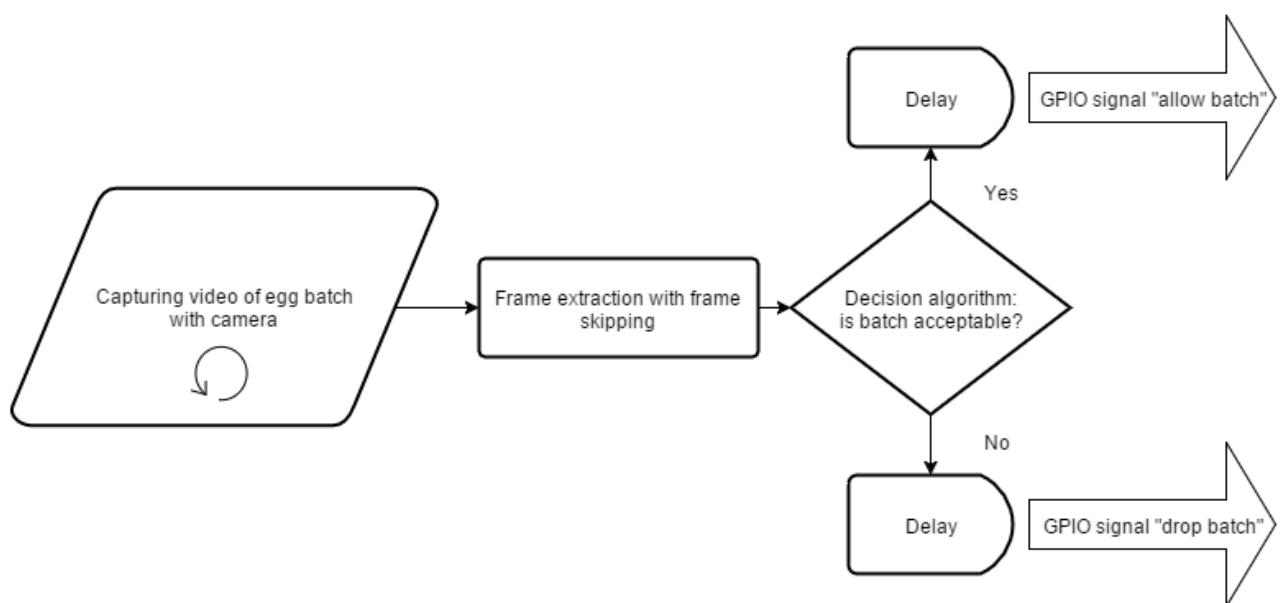 Delay
GPIO signal "allow batch"
Yes
Capturing video of egg batch
with camera
Frame extraction with frame
skipping
Decision algorithm:
is batch acceptable?
No
Delay
GPIO signal "drop batch"